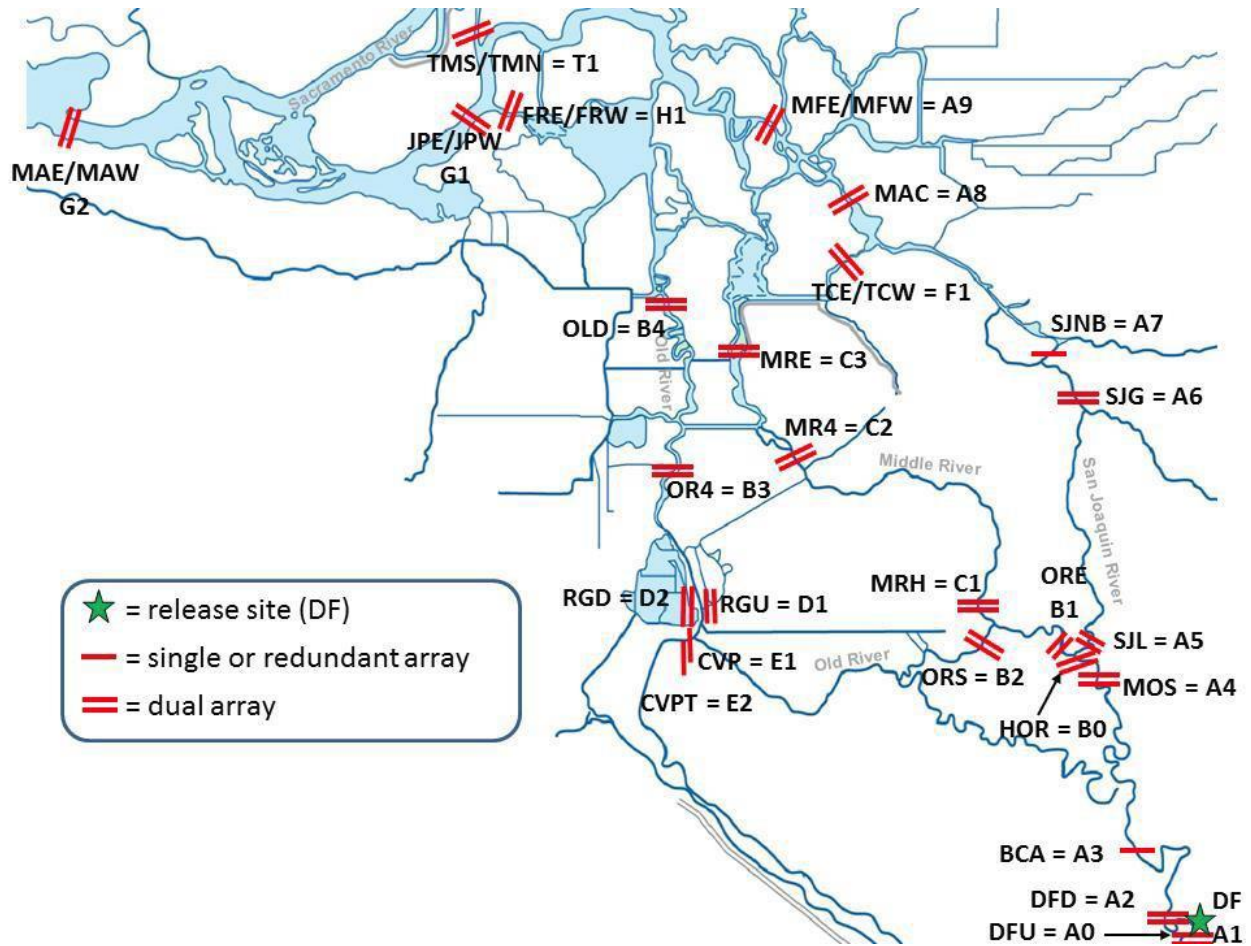 Sacramento River
TMS/TMN = T1
MFE/MFW = A9
FRE/FRW = H1
JPE/JPW
G1
MAE/MAW
G2
MAC = A8
TCE/TCW = F1
OLD = B4
Old River
SJNB = A7
MRE = C3
SJG = A6
MR4 = C2
Middle River
OR4 = B3
San Joaquin River
RGD = D2
RGU = D1
MRH = C1
ORE
B1
SJL = A5
CVP = E1
Old River
ORS = B2
MOS = A4
CVPT = E2
HOR = B0
= release site (DF)
= single or redundant array
= dual array
BCA = A3
DFD = A2
DF
DFU = A0
A1